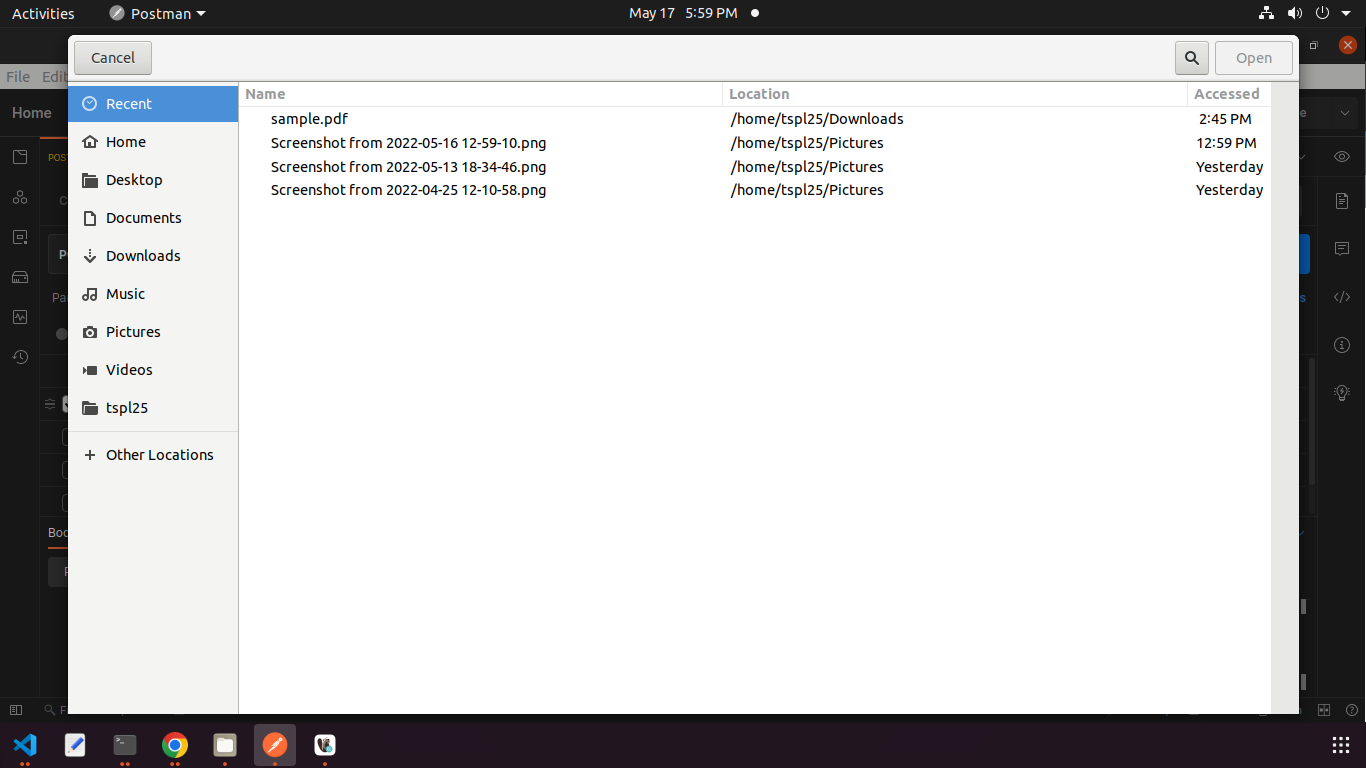 Activities Postman May 17 5:59 PM
Cancel Open
File Edit
Home
Recent
Home
Desktop
Documents
Downloads
Music
Pictures
Videos
tspl25
Other Locations
Name Location Accessed
sample.pdf /home/tspl25/Downloads 2:45 PM
Screenshot from 2022-05-16 12-59-10.png /home/tspl25/Pictures 12:59 PM
Screenshot from 2022-05-13 18-34-46.png /home/tspl25/Pictures Yesterday
Screenshot from 2022-04-25 12-10-58.png /home/tspl25/Pictures Yesterday